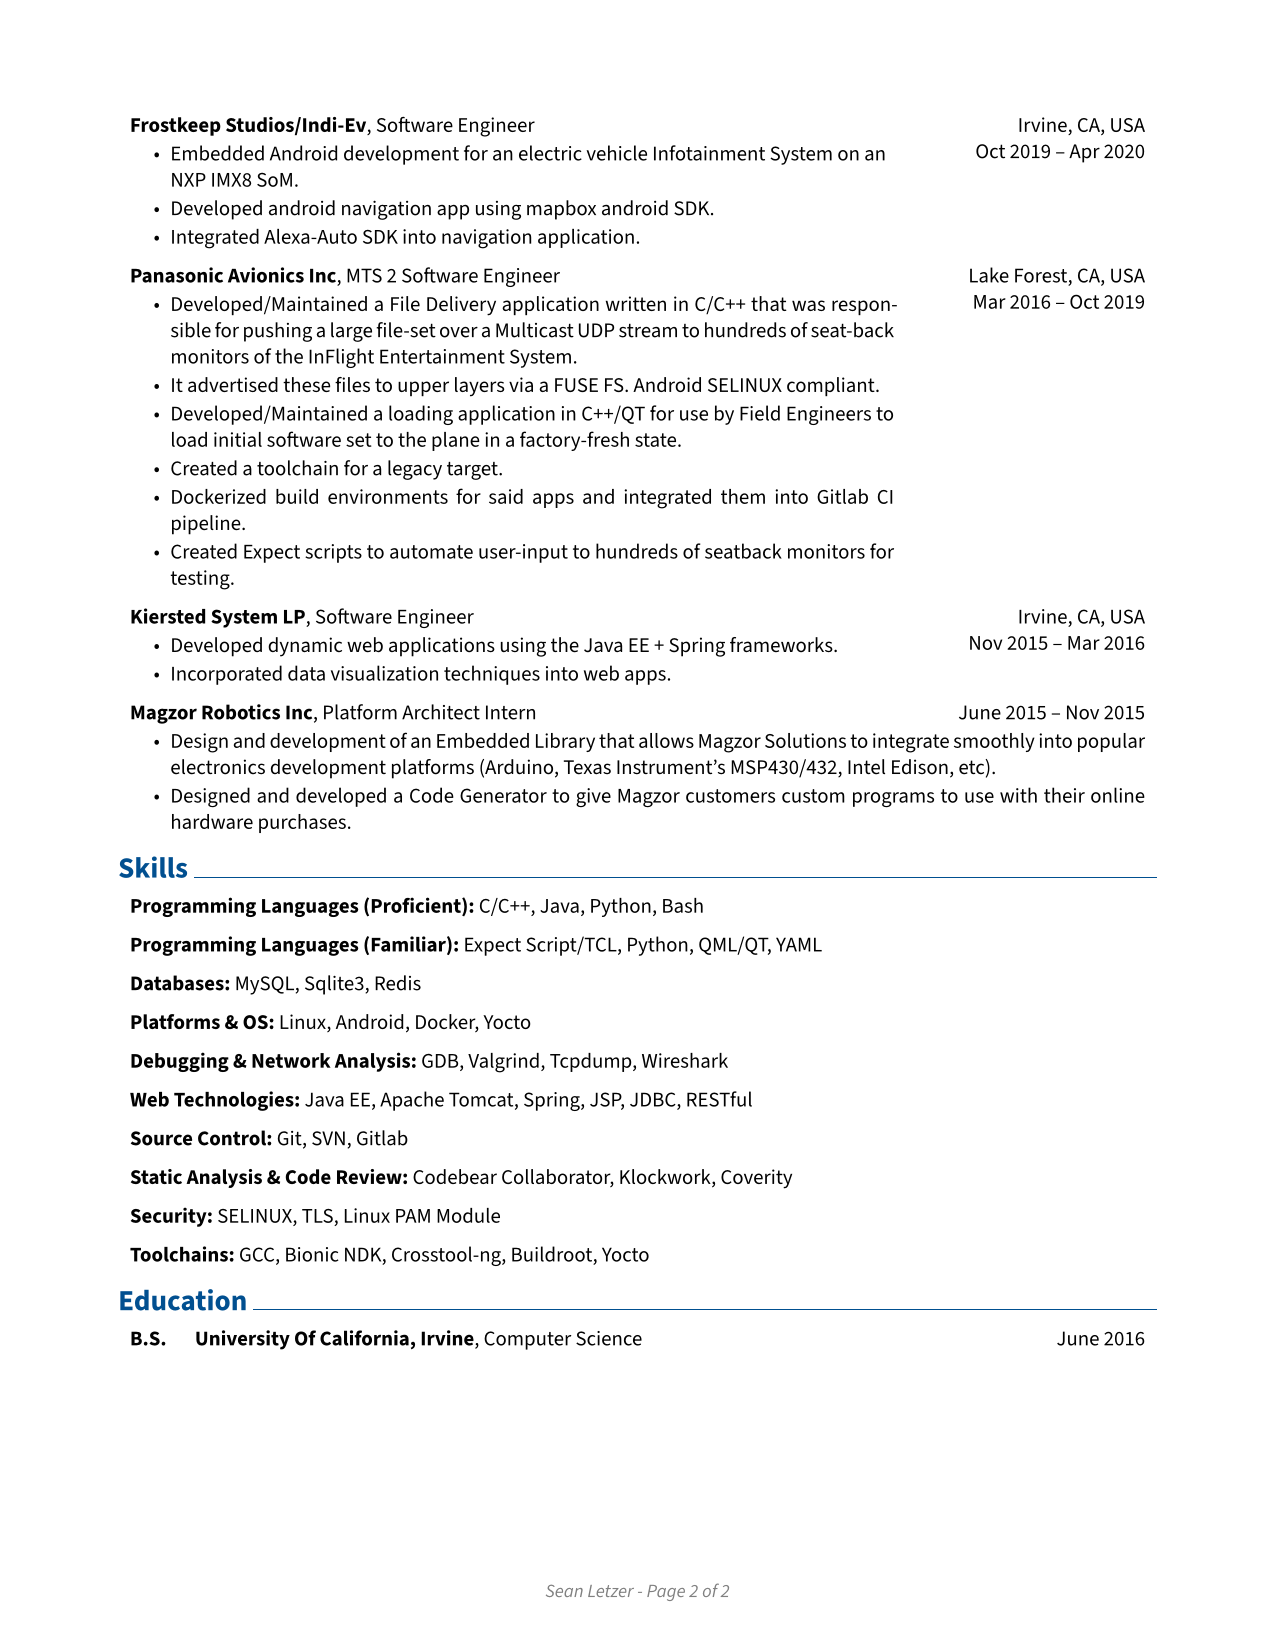 Frostkeep Studios/Indi-Ev, Software Engineer Irvine, CA, USA
• Embedded Android development for an electric vehicle Infotainment System on an Oct 2019 – Apr 2020
NXP IMX8 SoM.
• Developed android navigation app using mapbox android SDK.
• Integrated Alexa-Auto SDK into navigation application.
Panasonic Avionics Inc, MTS 2 Software Engineer Lake Forest, CA, USA
• Developed/Maintained a File Delivery application written in C/C++ that was respon- Mar 2016 – Oct 2019
sible for pushing a large file-set over a Multicast UDP stream to hundreds of seat-back
monitors of the InFlight Entertainment System.
• It advertised these files to upper layers via a FUSE FS. Android SELINUX compliant.
• Developed/Maintained a loading application in C++/QT for use by Field Engineers to
load initial software set to the plane in a factory-fresh state.
• Created a toolchain for a legacy target.
• Dockerized build environments for said apps and integrated them into Gitlab CI
pipeline.
• Created Expect scripts to automate user-input to hundreds of seatback monitors for
testing.
Kiersted System LP, Software Engineer Irvine, CA, USA
• Developed dynamic web applications using the Java EE + Spring frameworks. Nov 2015 – Mar 2016
• Incorporated data visualization techniques into web apps.
Magzor Robotics Inc, Platform Architect Intern June 2015 – Nov 2015
• Design and development of an Embedded Library that allows Magzor Solutions to integrate smoothly into popular
electronics development platforms (Arduino, Texas Instrument’s MSP430/432, Intel Edison, etc).
• Designed and developed a Code Generator to give Magzor customers custom programs to use with their online
hardware purchases.
Skills
Programming Languages (Proficient): C/C++, Java, Python, Bash
Programming Languages (Familiar): Expect Script/TCL, Python, QML/QT, YAML
Databases: MySQL, Sqlite3, Redis
Platforms & OS: Linux, Android, Docker, Yocto
Debugging & Network Analysis: GDB, Valgrind, Tcpdump, Wireshark
Web Technologies: Java EE, Apache Tomcat, Spring, JSP, JDBC, RESTful
Source Control: Git, SVN, Gitlab
Static Analysis & Code Review: Codebear Collaborator, Klockwork, Coverity
Security: SELINUX, TLS, Linux PAM Module
Toolchains: GCC, Bionic NDK, Crosstool-ng, Buildroot, Yocto
Education
B.S. University Of California, Irvine, Computer Science June 2016
Sean Letzer - Page 2 of 2